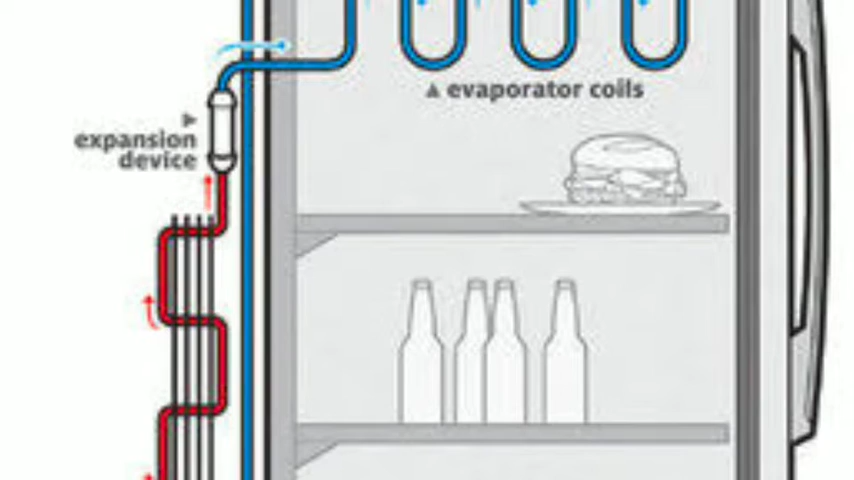 ▲ evaporator coils
▶
expansion
device